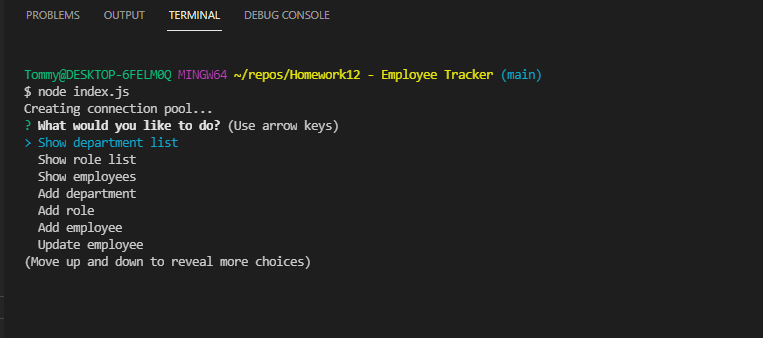 PROBLEMS OUTPUT TERMINAL DEBUG CONSOLE
Tommy@DESKTOP-6FELM0Q MINGW64 ~/repos/Homework12 - Employee Tracker (main)
$ node index.js
Creating connection pool...
? What would you like to do? (Use arrow keys)
> Show department list
Show role list
Show employees
Add department
Add role
Add employee
Update employee
(Move up and down to reveal more choices)